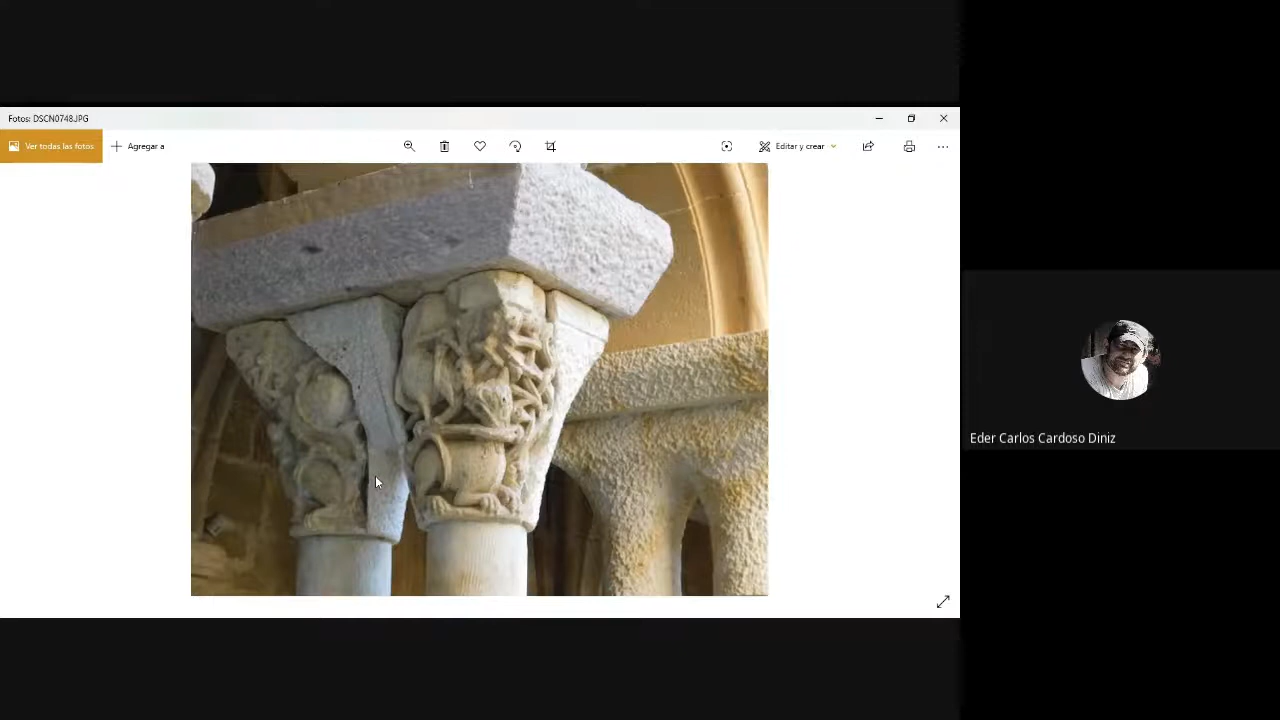 Fotos: DSCN0748.JPG
Ver todas las fotos
Agregar a
Editar y crear
Eder Carlos Cardoso Diniz